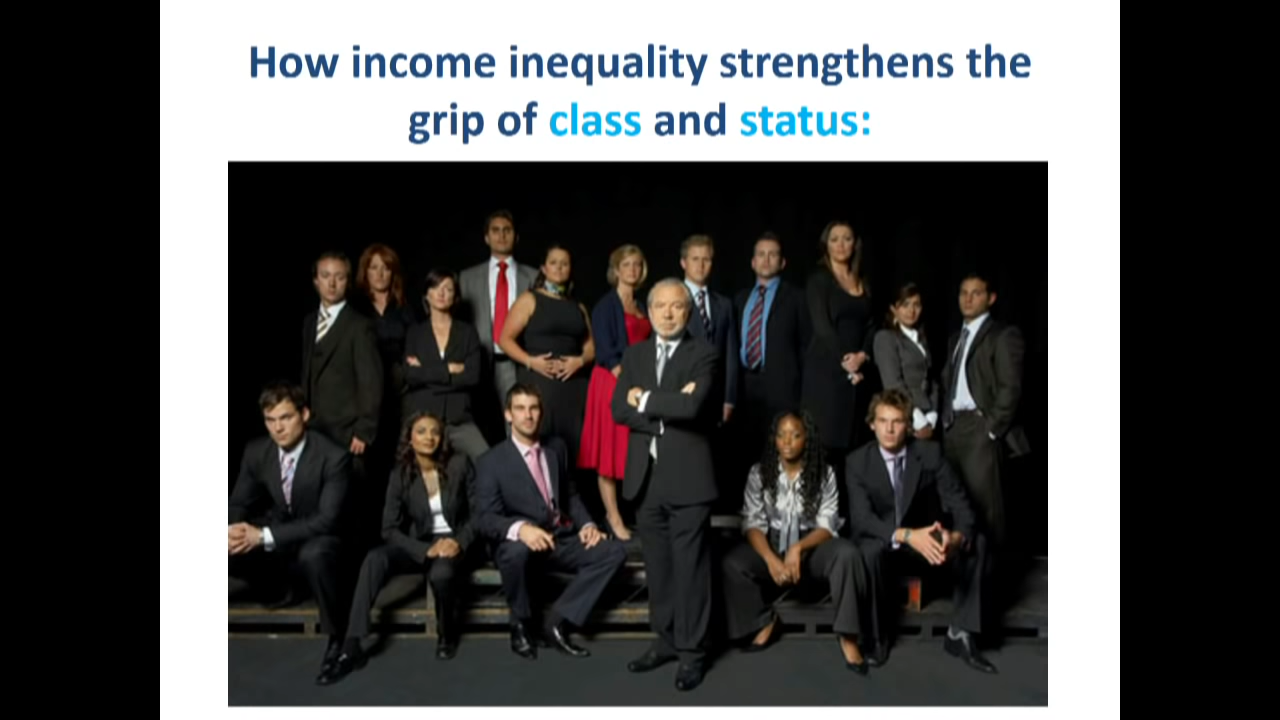 How income inequality strengthens the
grip of class and status: